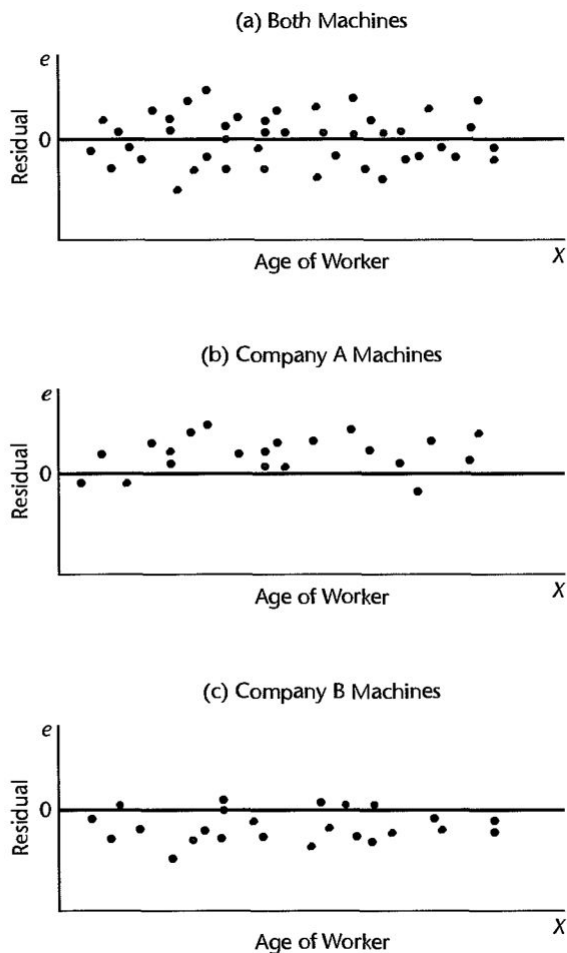 (a) Both Machines
e
Residual
0
Age of Worker
X
(b) Company A Machines
e
Residual
0
Age of Worker
X
(c) Company B Machines
e
Residual
0
Age of Worker
X